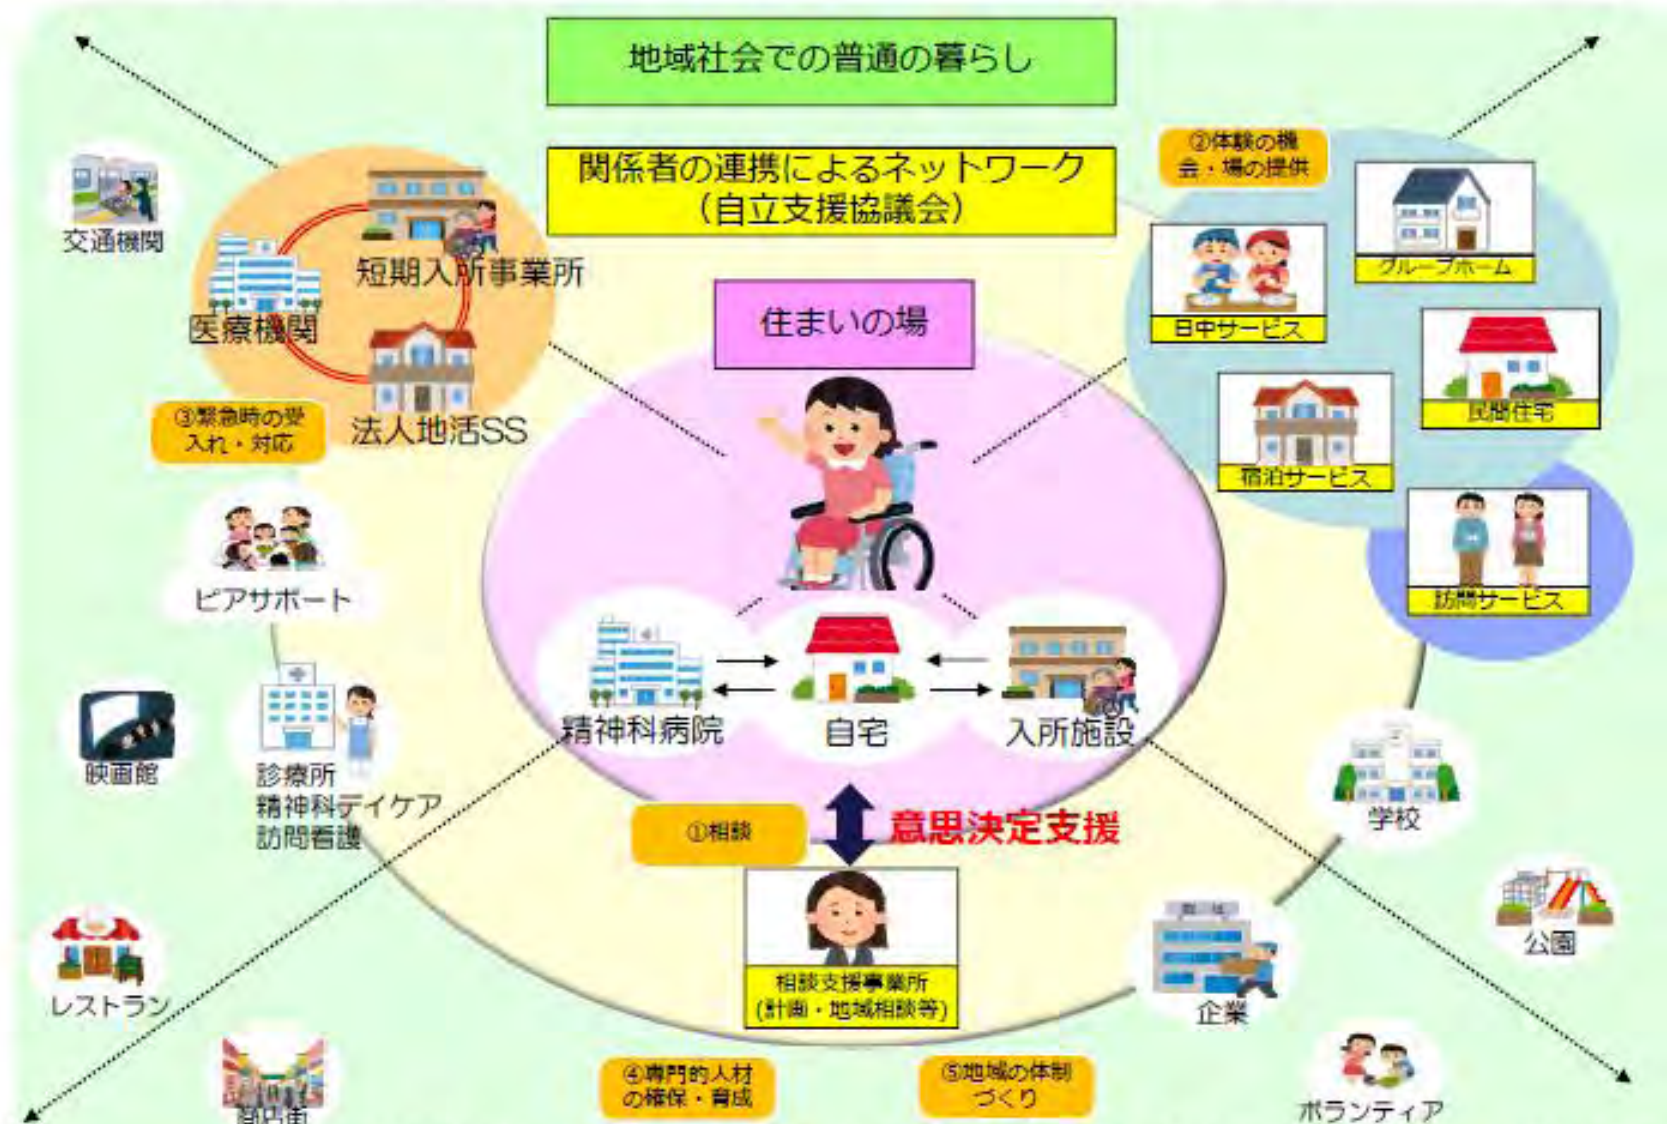 地域社会での普通の暮らし
関係者の連携によるネットワーク
（自立支援協議会）
②体験の機
会・場の提供
グループホーム
日中サービス
民間住宅
宿泊サービス
訪問サービス
交通機関
短期入所事業所
医療機関
法人地活SS
③緊急時の受
入れ・対応
住まいの場
ピアサポート
精神科病院
自宅
入所施設
映画館
診療所
精神科デイケア
訪問看護
①相談
意思決定支援
学校
相談支援事業所
(計画・地域相談等)
レストラン
企業
公園
商店街
④専門的人材
の確保・育成
⑤地域の体制
づくり
ボランティア